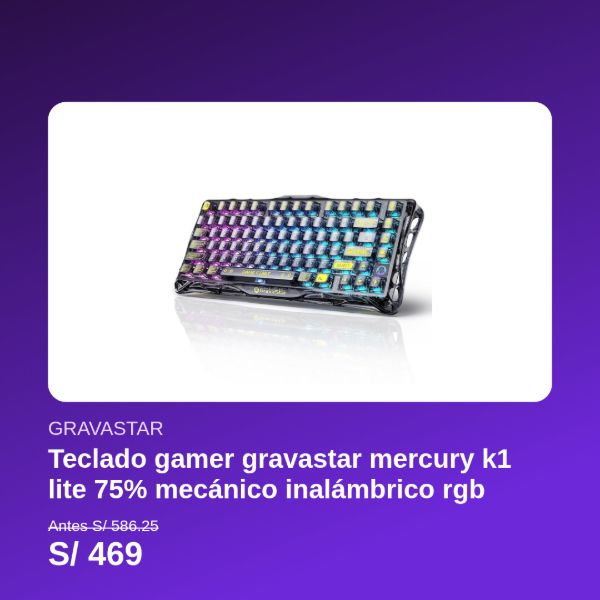 GRAVASTAR
Teclado gamer gravastar mercury k1
lite 75% mecánico inalámbrico rgb
Antes S/ 586.25
S/ 469